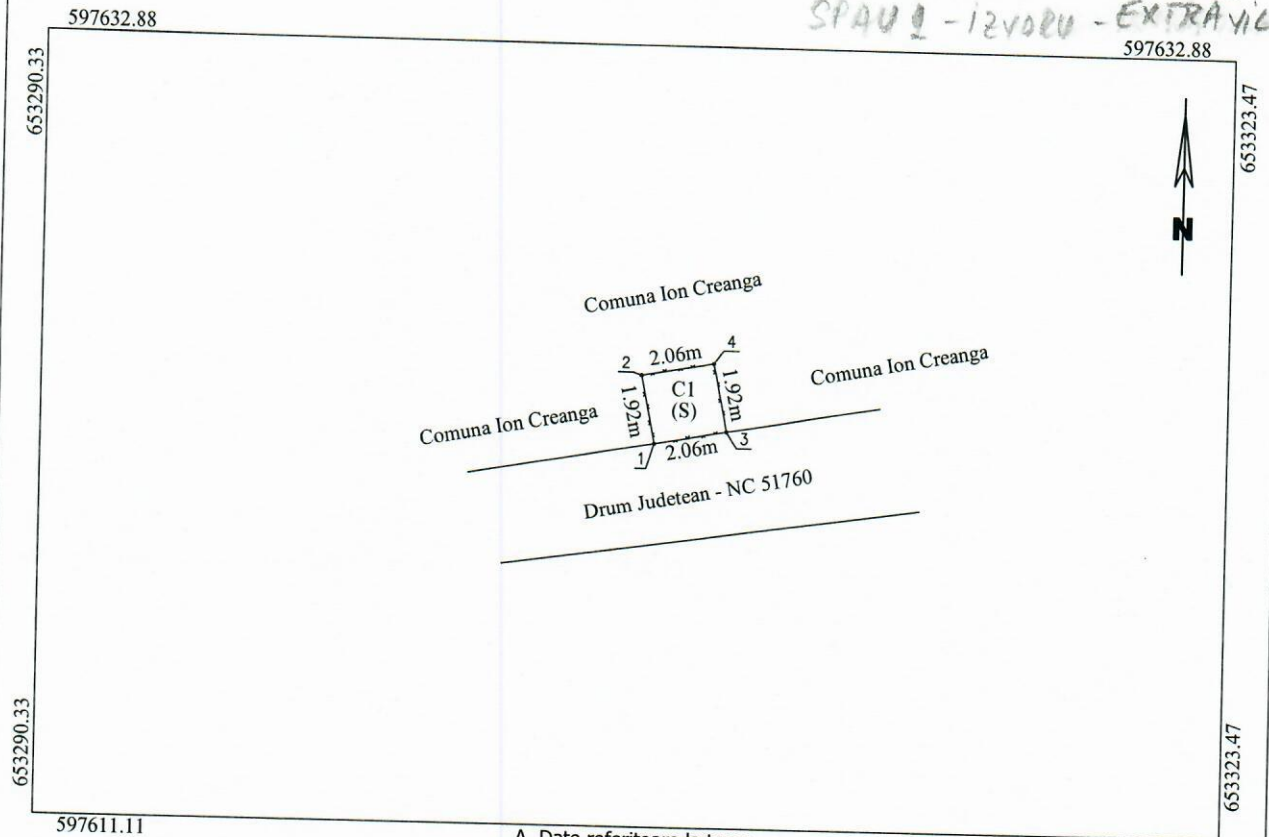 SPAU 1 - IZVORU - EXTRAVIL
597632.88
597632.88
653290.33
653323.47
N
Comuna Ion Creanga
2
2.06m
4
Comuna Ion Creanga
1.92m
C1
(S)
1.92m
Comuna Ion Creanga
1
2.06m
3
Drum Judetean - NC 51760
653290.33
653323.47
597611.11
A. Date referitoare la